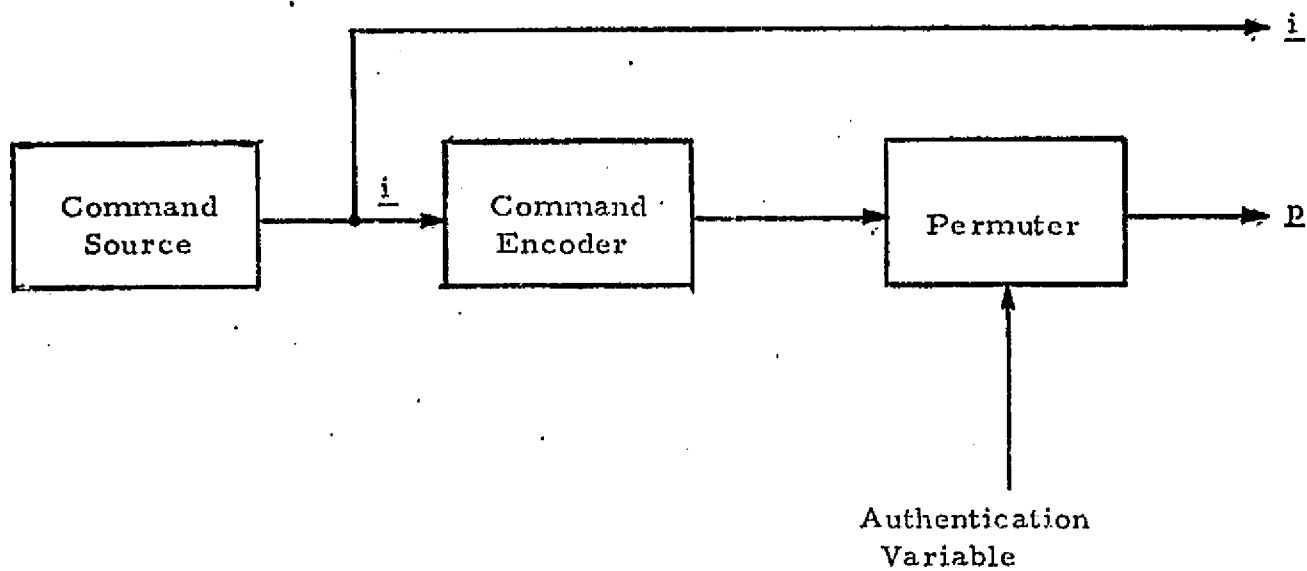 i
Command
Source
i
Command
Encoder
Permuter
p
Authentication
Variable